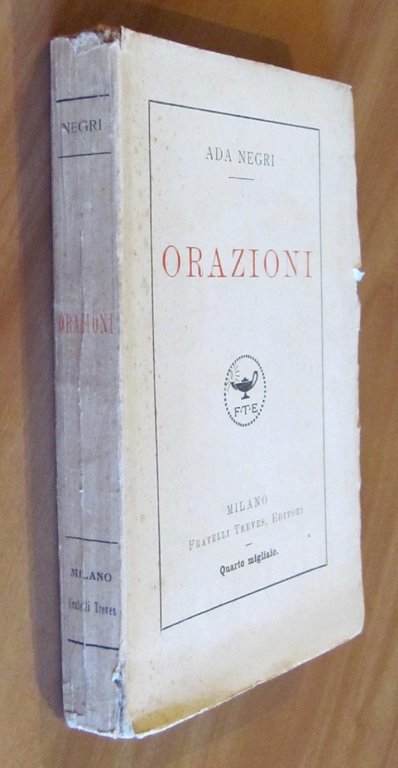 NEGRI
ORAZIONI
MILANO
Fratelli Treves
ADA NEGRI
ORAZIONI
F·T·E
MILANO
FRATELLI TREVES, EDITORI
Quarto migliaio.